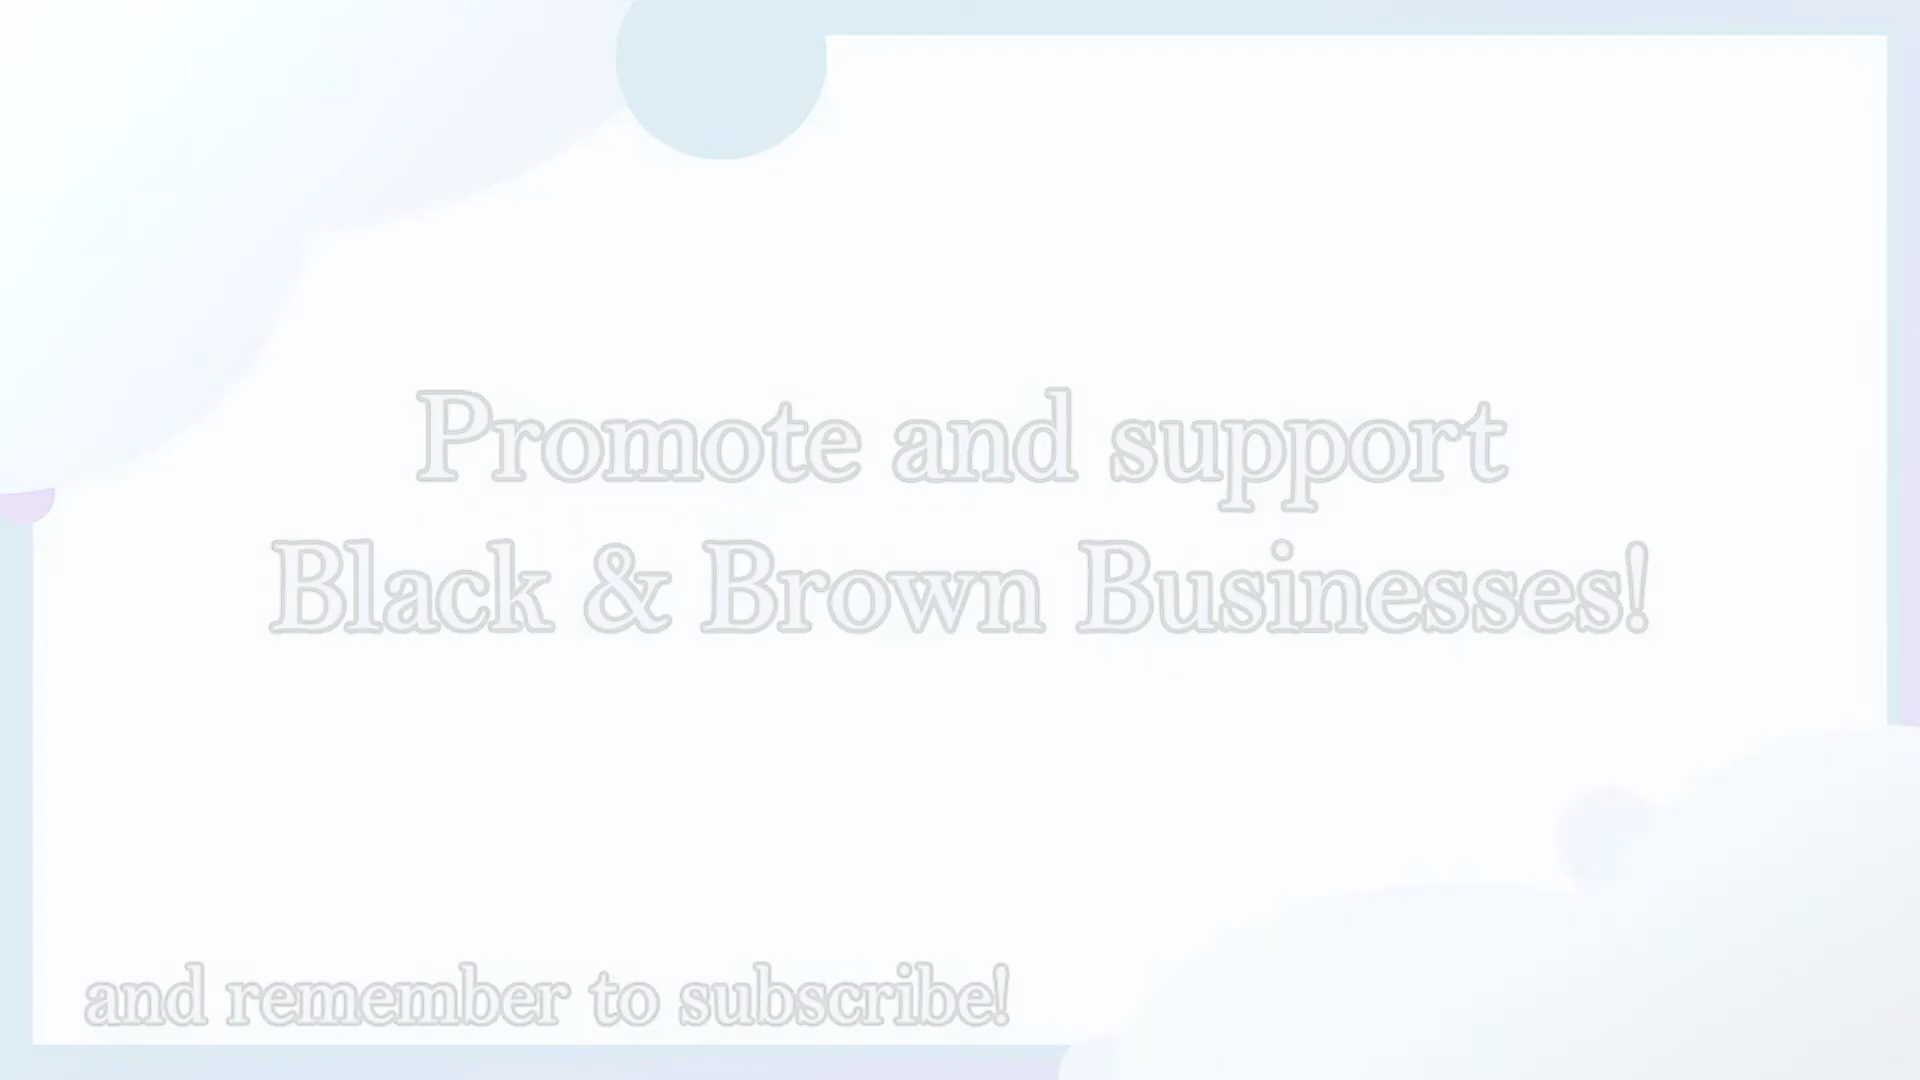 Promote and support
Black & Brown Businesses!
and remember to subscribe!